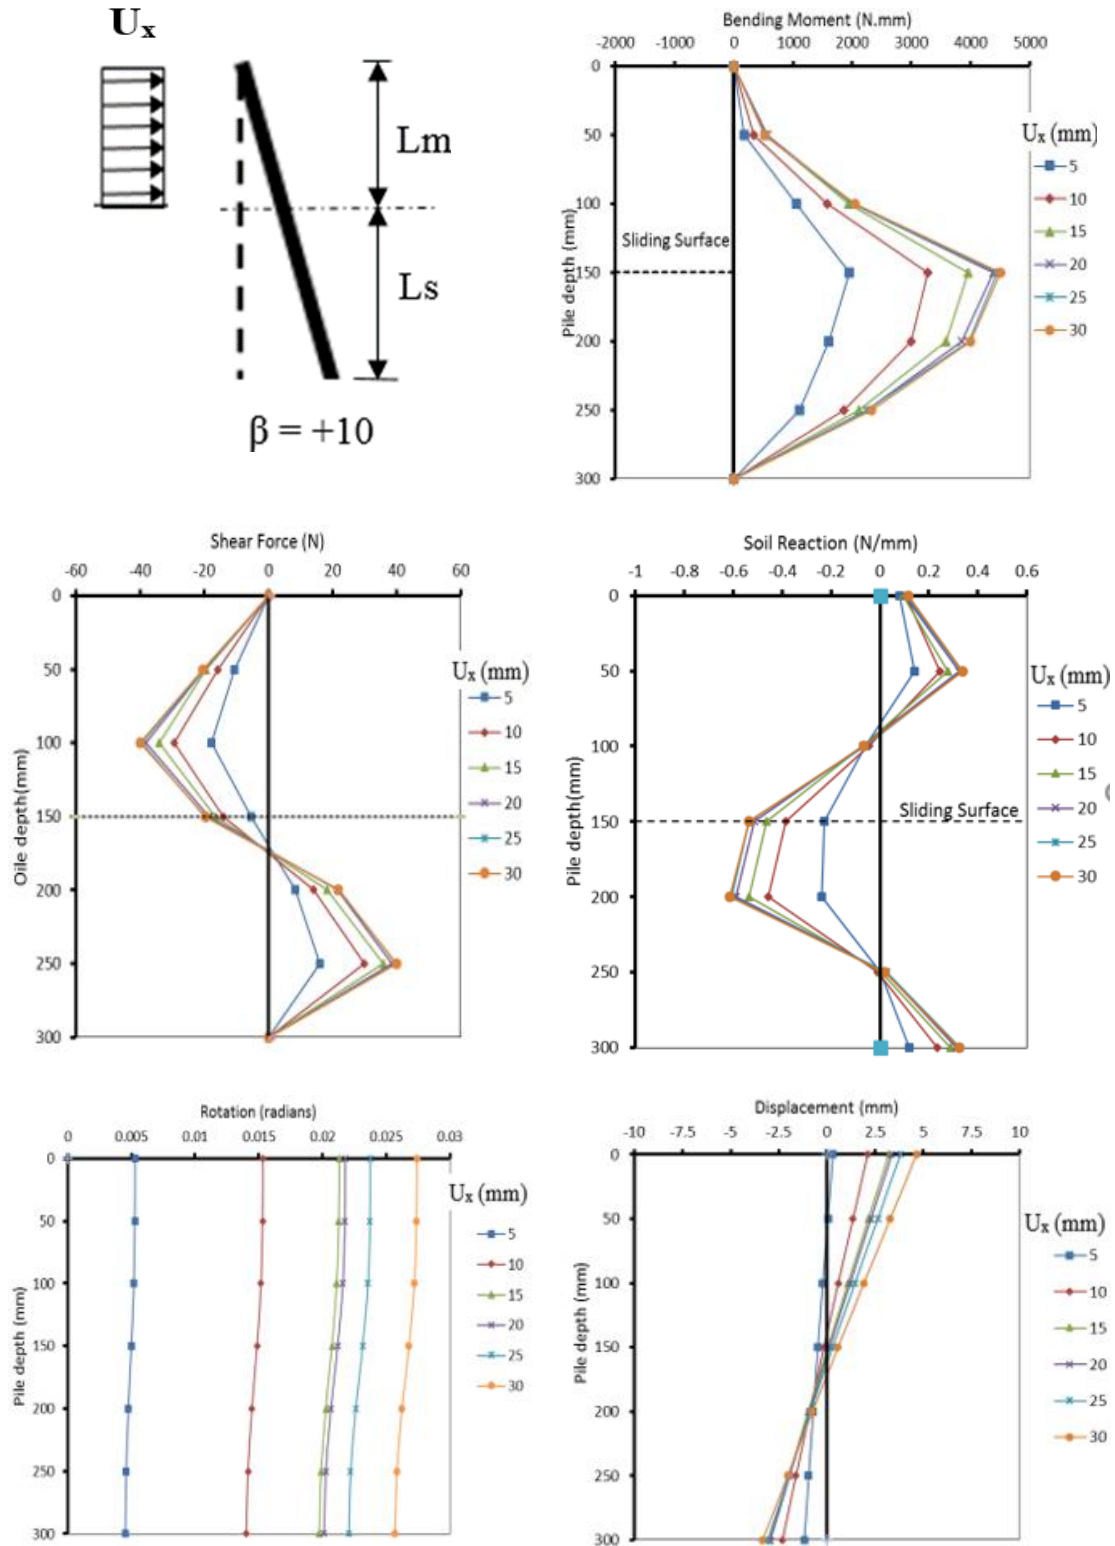 Ux
Lm
Ls
β = +10
Bending Moment (N.mm)
-2000 -1000 0 1000 2000 3000 4000 5000
0
50
100
150
200
250
300
Pile depth (mm)
Sliding Surface
Ux (mm)
5
10
15
20
25
30
Shear Force (N)
-60 -40 -20 0 20 40 60
0
50
100
150
200
250
300
Oile depth(mm)
Ux (mm)
5
10
15
20
25
30
Soil Reaction (N/mm)
-1 -0.8 -0.6 -0.4 -0.2 0 0.2 0.4 0.6
0
50
100
150
200
250
300
Pile depth(mm)
Sliding Surface
Ux (mm)
5
10
15
20
25
30
Rotation (radians)
0 0.005 0.01 0.015 0.02 0.025 0.03
0
50
100
150
200
250
300
Pile depth (mm)
Ux (mm)
5
10
15
20
25
30
Displacement (mm)
-10 -7.5 -5 -2.5 0 2.5 5 7.5 10
0
50
100
150
200
250
300
Pile depth (mm)
Ux (mm)
5
10
15
20
25
30